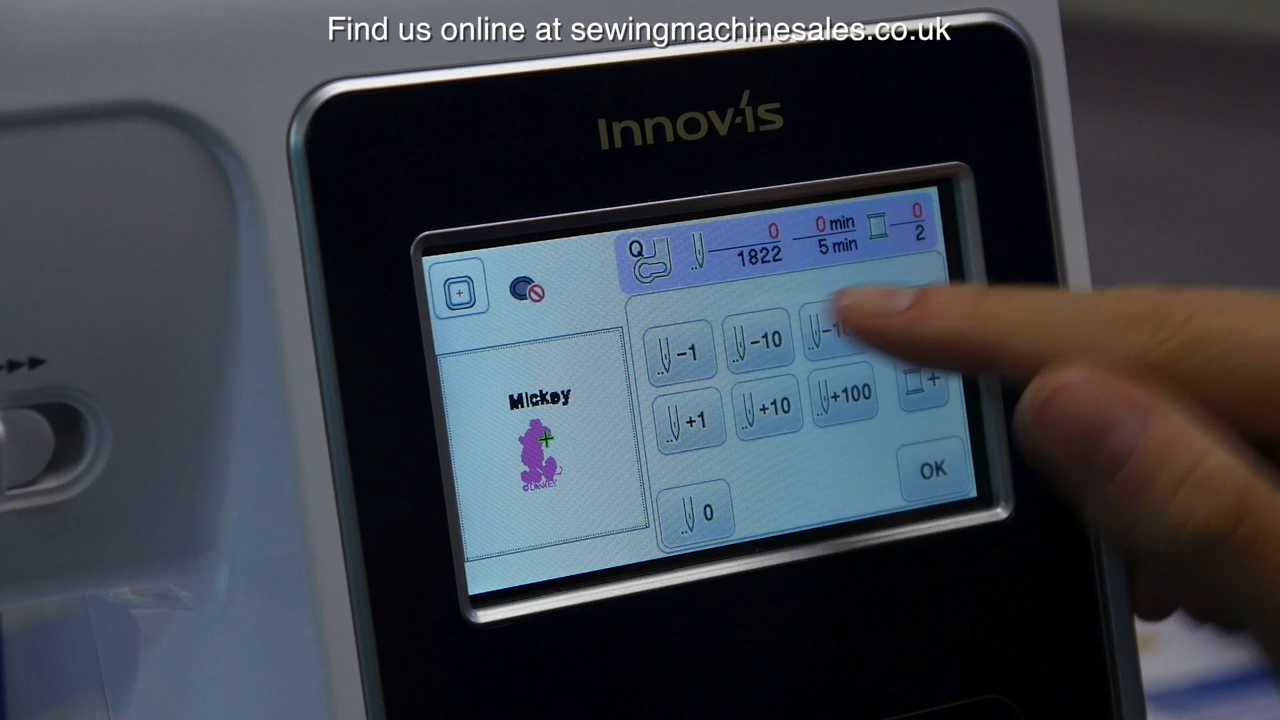 Find us online at sewingmachinesales.co.uk
Innov-ís
Q 0 0 min 0
1822 5 min 2
-1 -10
Mickey
+1 +10 +100 +
OK
0